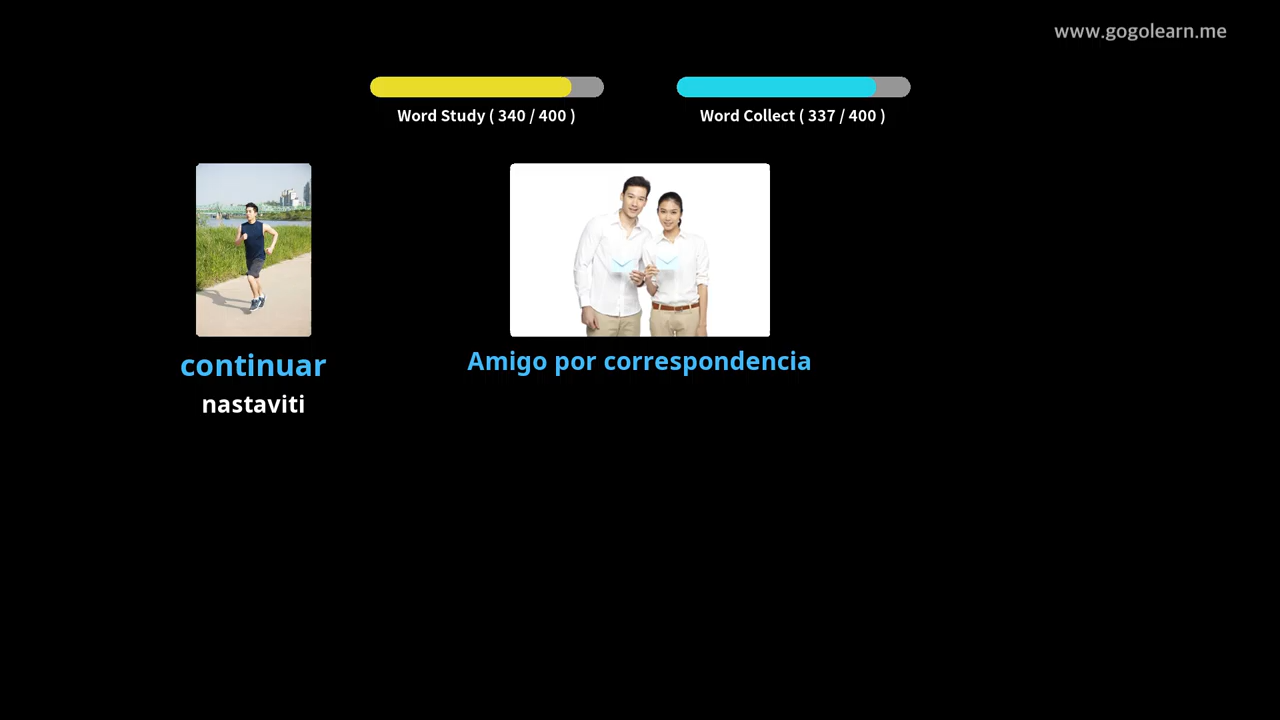 www.gogolearn.me
Word Study ( 340 / 400 )
Word Collect ( 337 / 400 )
continuar
nastaviti
Amigo por correspondencia